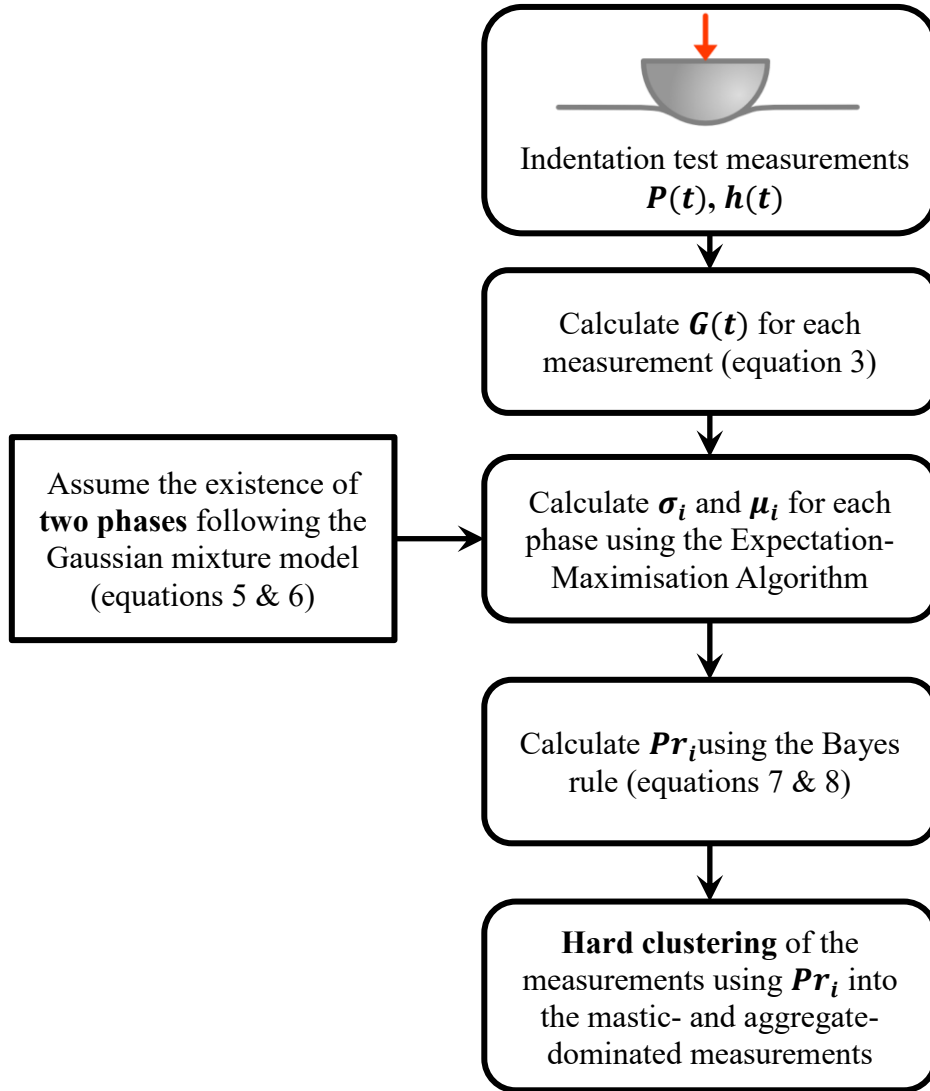 Indentation test measurements
P(t), h(t)
Calculate G(t) for each
measurement (equation 3)
Assume the existence of
two phases following the
Gaussian mixture model
(equations 5 & 6)
Calculate σᵢ and μᵢ for each
phase using the Expectation-
Maximisation Algorithm
Calculate Prᵢ using the Bayes
rule (equations 7 & 8)
Hard clustering of the
measurements using Prᵢ into
the mastic- and aggregate-
dominated measurements